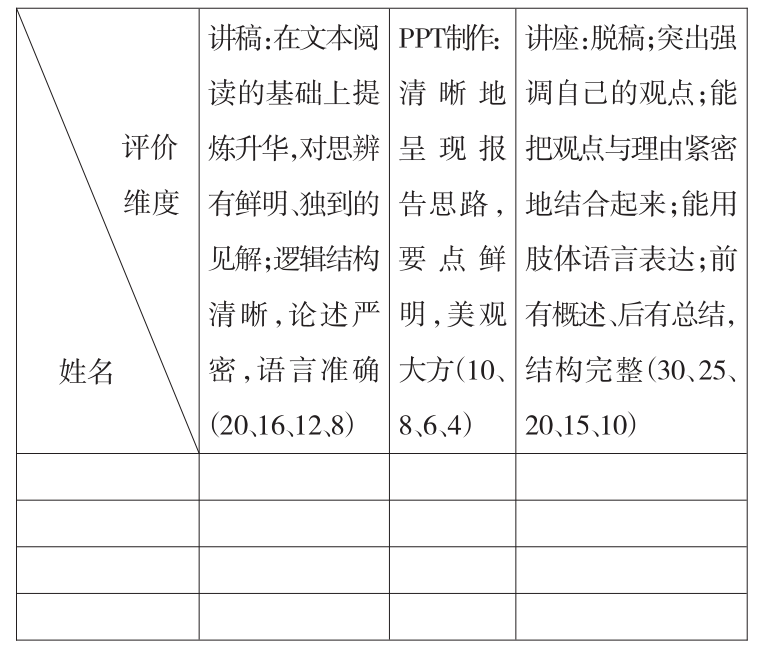 评价
维度
姓名
讲稿:在文本阅
读的基础上提
炼升华,对思辨
有鲜明、独到的
见解;逻辑结构
清晰,论述严
密,语言准确
(20、16、12、8)
PPT制作:
清晰地
呈现报
告思路,
要点鲜
明,美观
大方(10、
8、6、4)
讲座:脱稿;突出强
调自己的观点;能
把观点与理由紧密
地结合起来;能用
肢体语言表达;前
有概述、后有总结,
结构完整(30、25、
20、15、10)